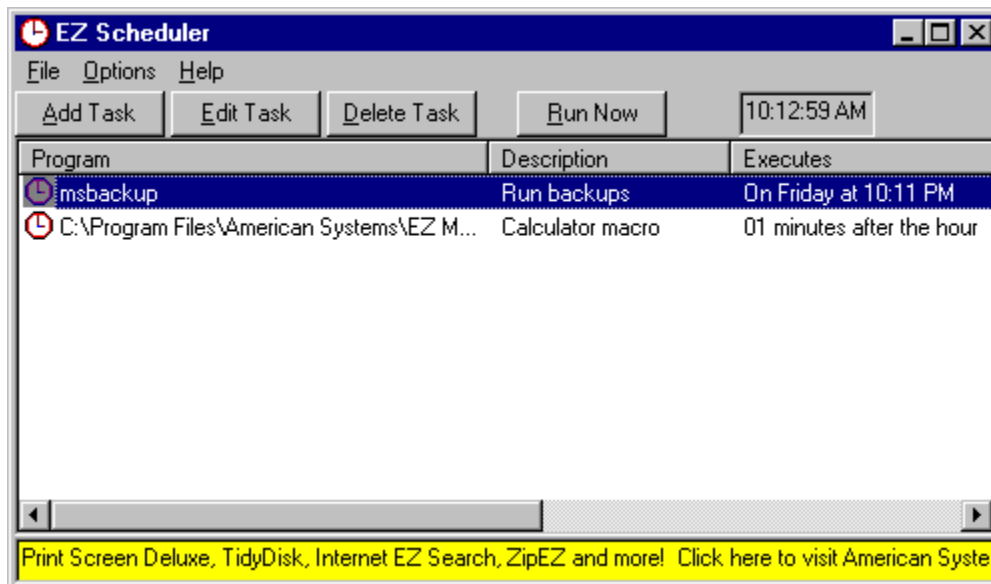 EZ Scheduler
File Options Help
Add Task Edit Task Delete Task Run Now 10:12:59 AM
Program Description Executes
msbackup Run backups On Friday at 10:11 PM
C:\Program Files\American Systems\EZ M... Calculator macro 01 minutes after the hour
Print Screen Deluxe, TidyDisk, Internet EZ Search, ZipEZ and more! Click here to visit American Syste